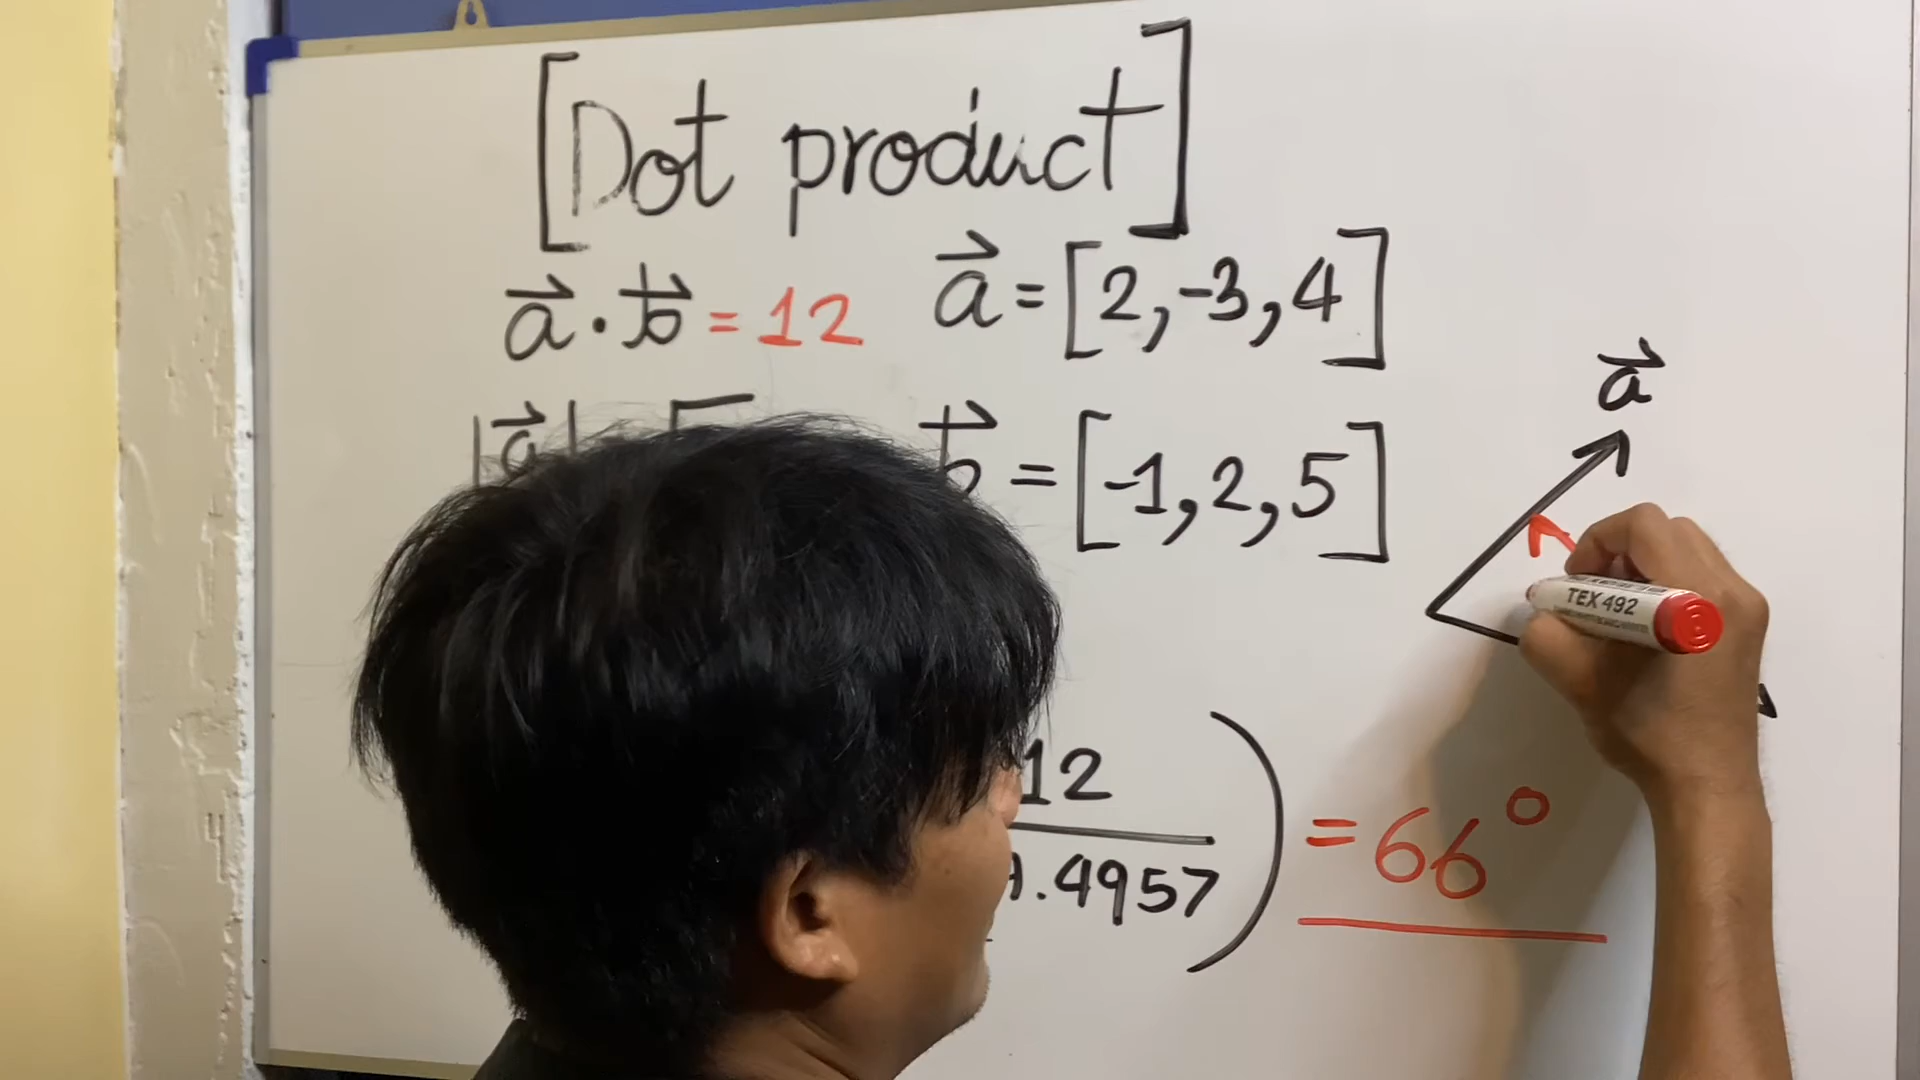 [Dot product]
a · b = 12
a = [2, -3, 4]
|a|
b = [-1, 2, 5]
a
TEX 492
12
.4957
) = 66°